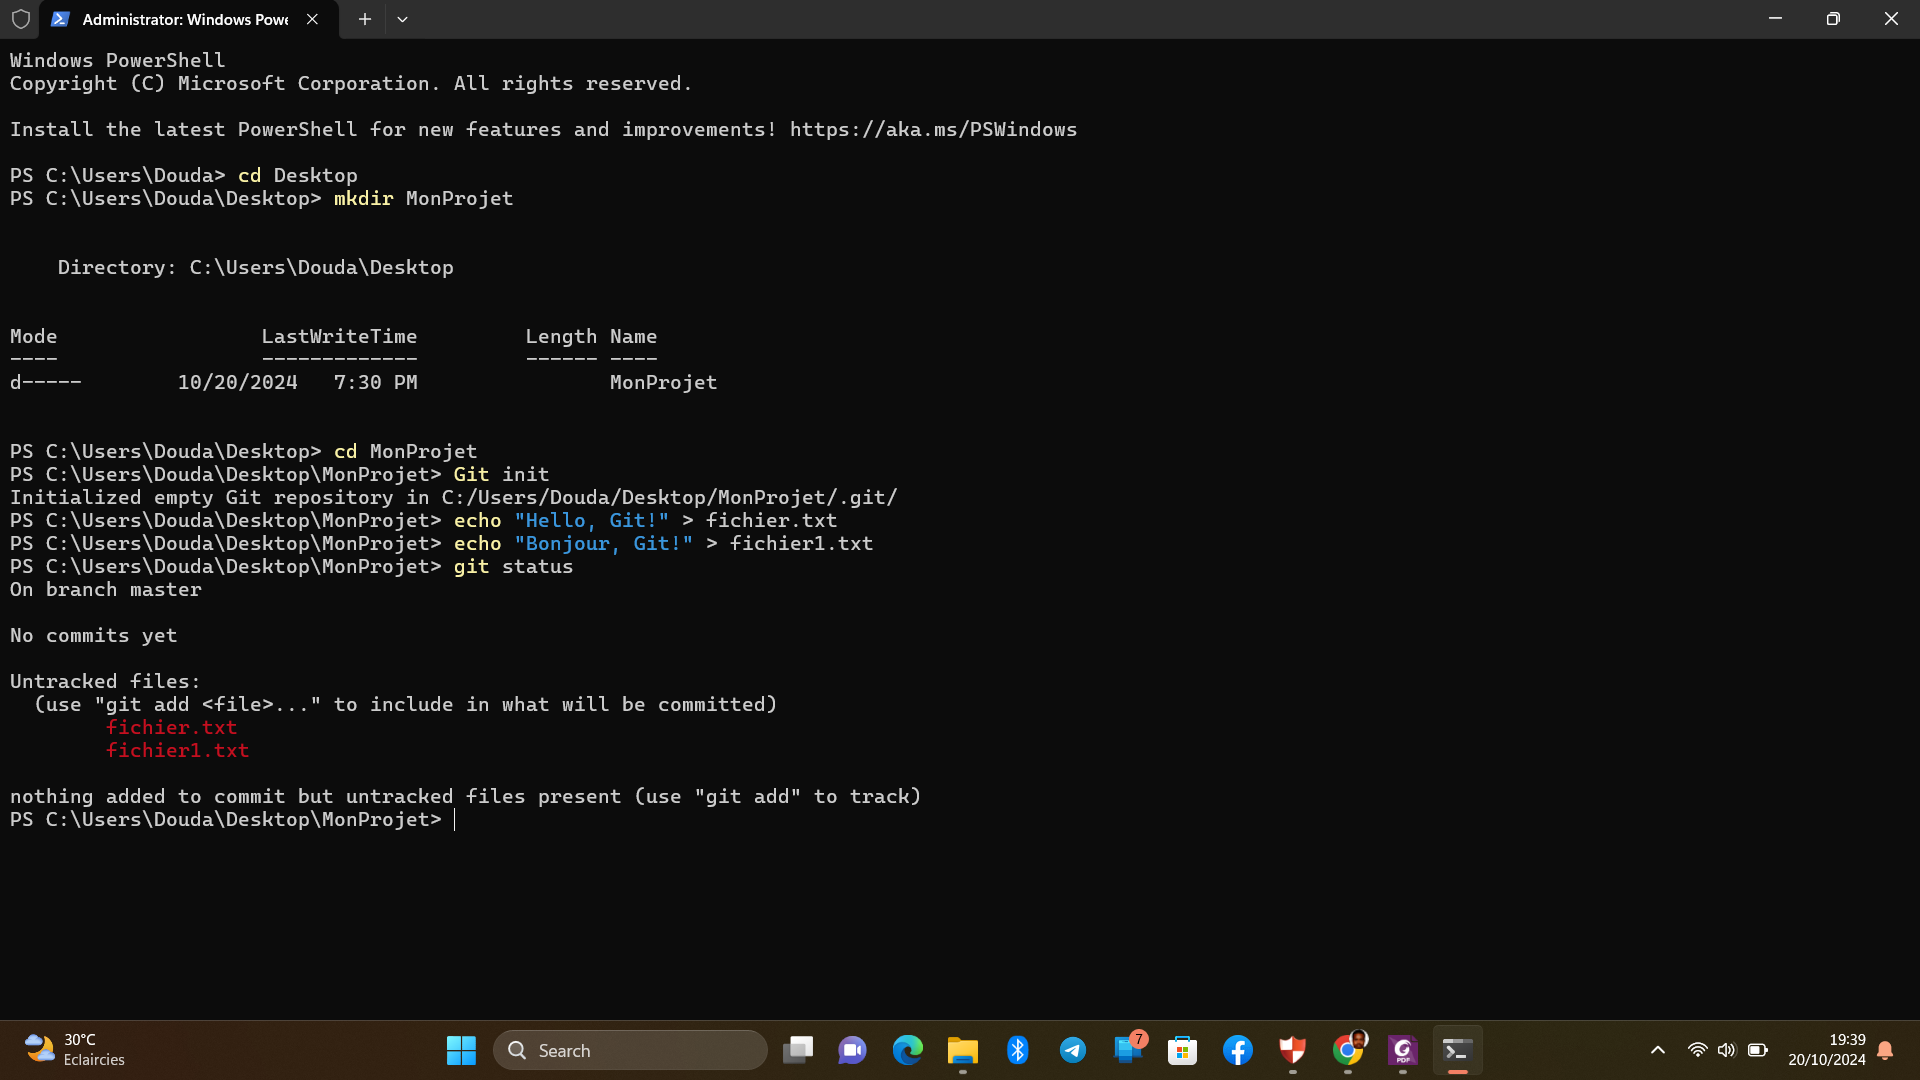 Administrator: Windows Powe
Windows PowerShell
Copyright (C) Microsoft Corporation. All rights reserved.
Install the latest PowerShell for new features and improvements! https://aka.ms/PSWindows
PS C:\Users\Douda> cd Desktop
PS C:\Users\Douda\Desktop> mkdir MonProjet
    Directory: C:\Users\Douda\Desktop
Mode                 LastWriteTime         Length Name
----                 -------------         ------ ----
d-----        10/20/2024   7:30 PM                MonProjet
PS C:\Users\Douda\Desktop> cd MonProjet
PS C:\Users\Douda\Desktop\MonProjet> Git init
Initialized empty Git repository in C:/Users/Douda/Desktop/MonProjet/.git/
PS C:\Users\Douda\Desktop\MonProjet> echo "Hello, Git!" > fichier.txt
PS C:\Users\Douda\Desktop\MonProjet> echo "Bonjour, Git!" > fichier1.txt
PS C:\Users\Douda\Desktop\MonProjet> git status
On branch master
No commits yet
Untracked files:
  (use "git add <file>..." to include in what will be committed)
        fichier.txt
        fichier1.txt
nothing added to commit but untracked files present (use "git add" to track)
PS C:\Users\Douda\Desktop\MonProjet>
30°C
Eclaircies
Search
7
PDF
19:39
20/10/2024